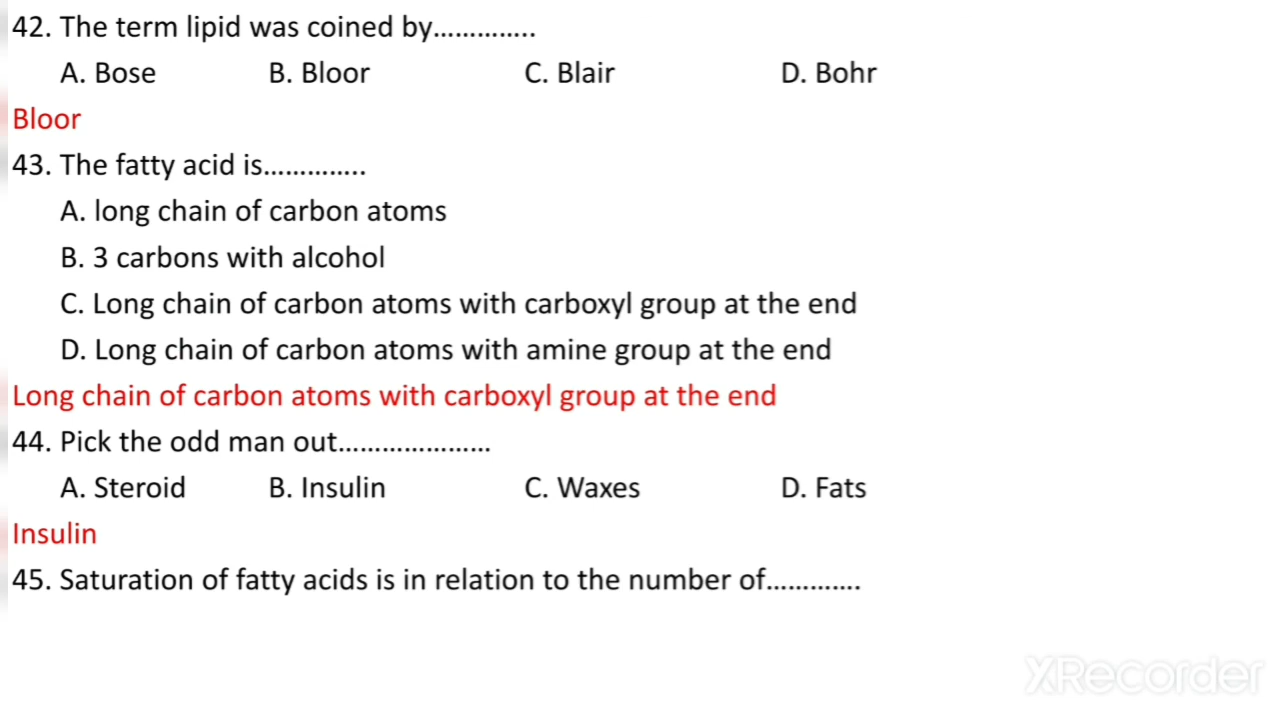 42. The term lipid was coined by..............
A. Bose B. Bloor C. Blair D. Bohr
Bloor
43. The fatty acid is..............
A. long chain of carbon atoms
B. 3 carbons with alcohol
C. Long chain of carbon atoms with carboxyl group at the end
D. Long chain of carbon atoms with amine group at the end
Long chain of carbon atoms with carboxyl group at the end
44. Pick the odd man out.....................
A. Steroid B. Insulin C. Waxes D. Fats
Insulin
45. Saturation of fatty acids is in relation to the number of.............
XRecorder